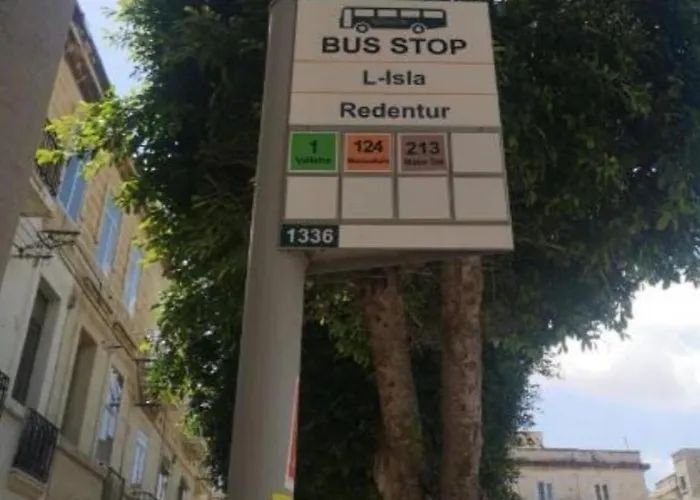 BUS STOP
L-Isla
Redentur
1 124 213
Valletta
1336